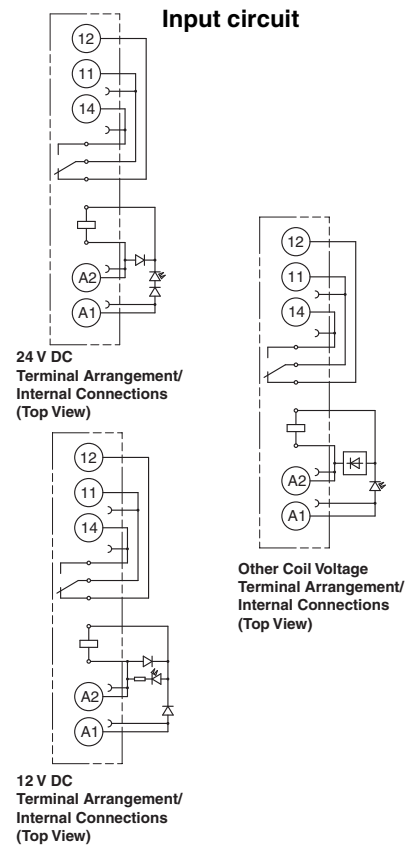 Input circuit
12
11
14
A2
A1
24 V DC
Terminal Arrangement/
Internal Connections
(Top View)
12
11
14
A2
A1
Other Coil Voltage
Terminal Arrangement/
Internal Connections
(Top View)
12
11
14
A2
A1
12 V DC
Terminal Arrangement/
Internal Connections
(Top View)